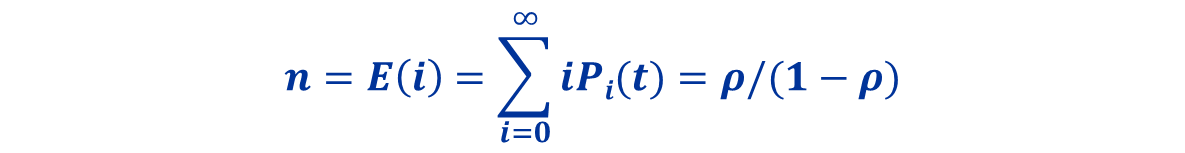 n = E(i) = ∑_{i=0}^{∞} iP_i(t) = ρ/(1 − ρ)